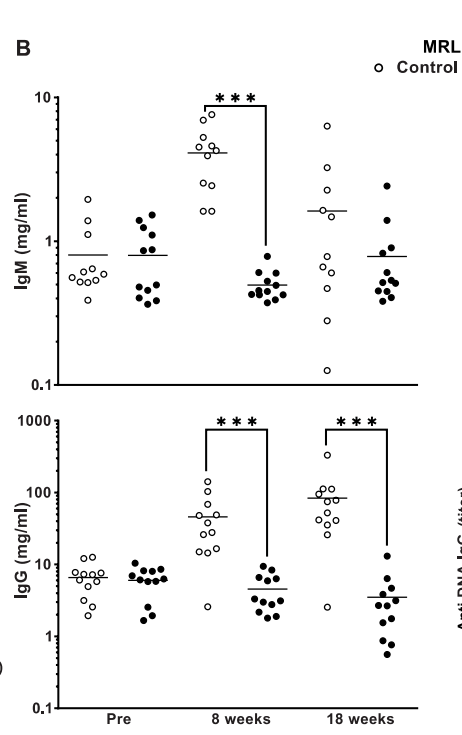 B
MRL
Control
***
10
1
0.1
IgM (mg/ml)
*** ***
1000
100
10
1
0.1
IgG (mg/ml)
Pre 8 weeks 18 weeks
)